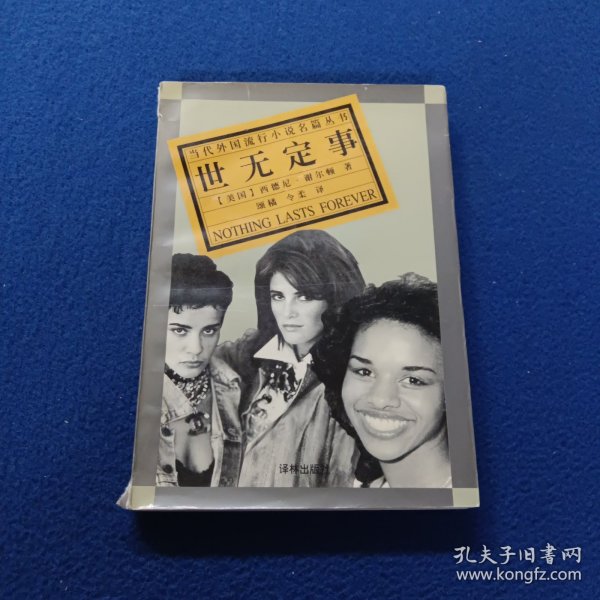 当代外国流行小说名篇丛书
世无定事
【美国】西德尼·谢尔顿 著
颂橘 令柔 译
NOTHING LASTS FOREVER
译林出版社
孔夫子旧书网
www.kongfz.com